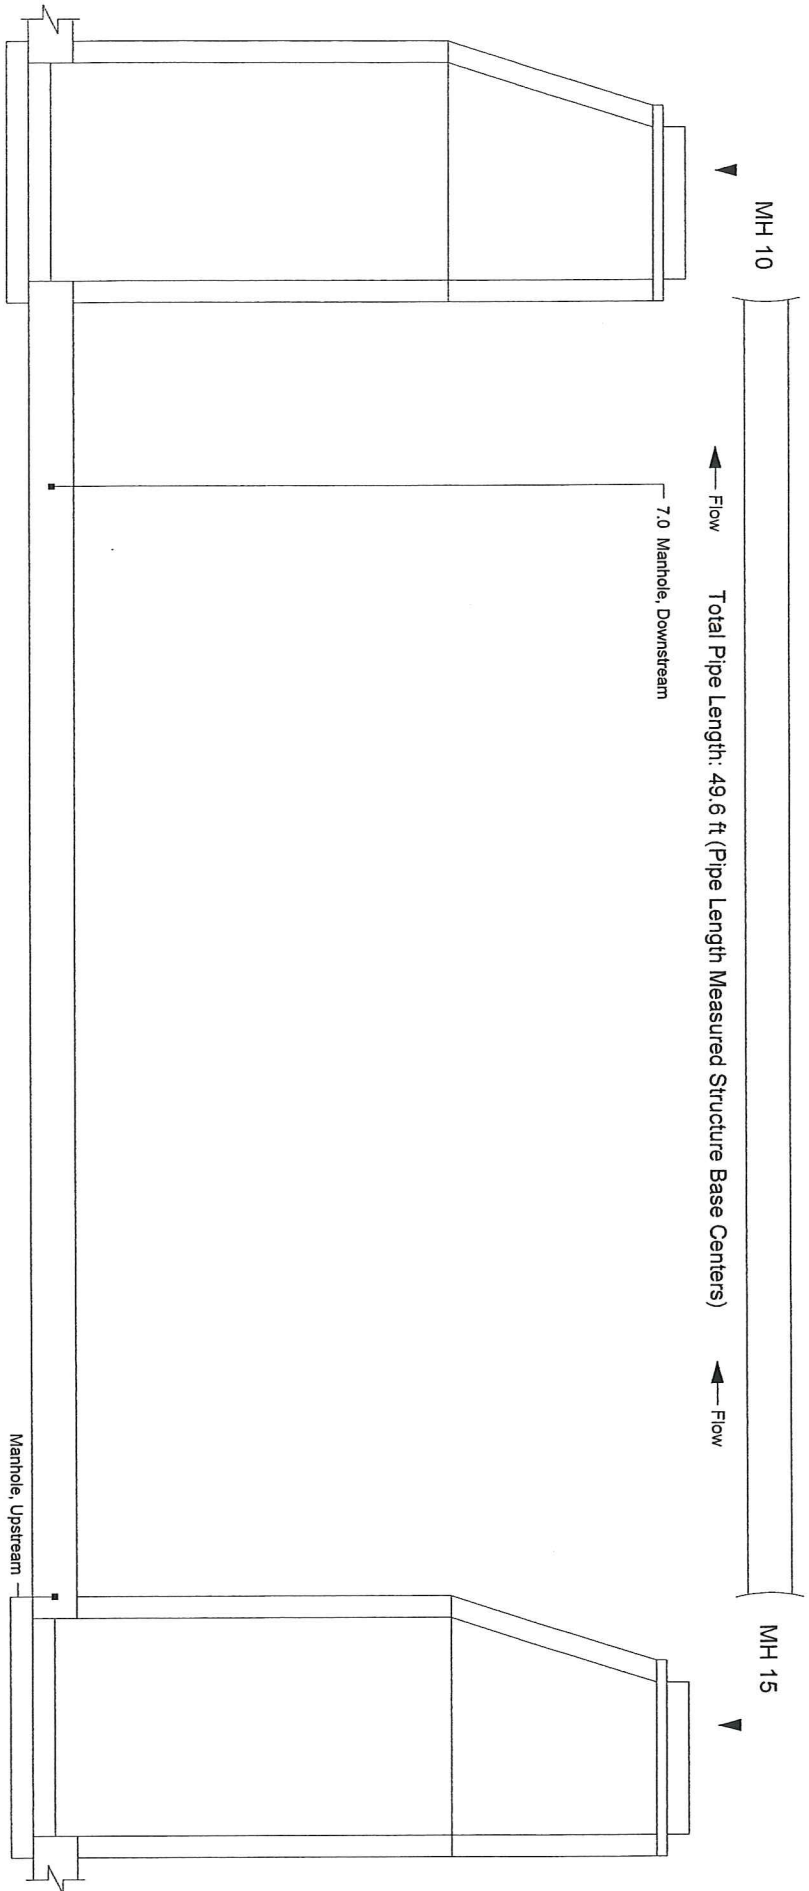 MH 10
MH 15
Flow
Total Pipe Length: 49.6 ft (Pipe Length Measured Structure Base Centers)
Flow
7.0 Manhole, Downstream
Manhole, Upstream